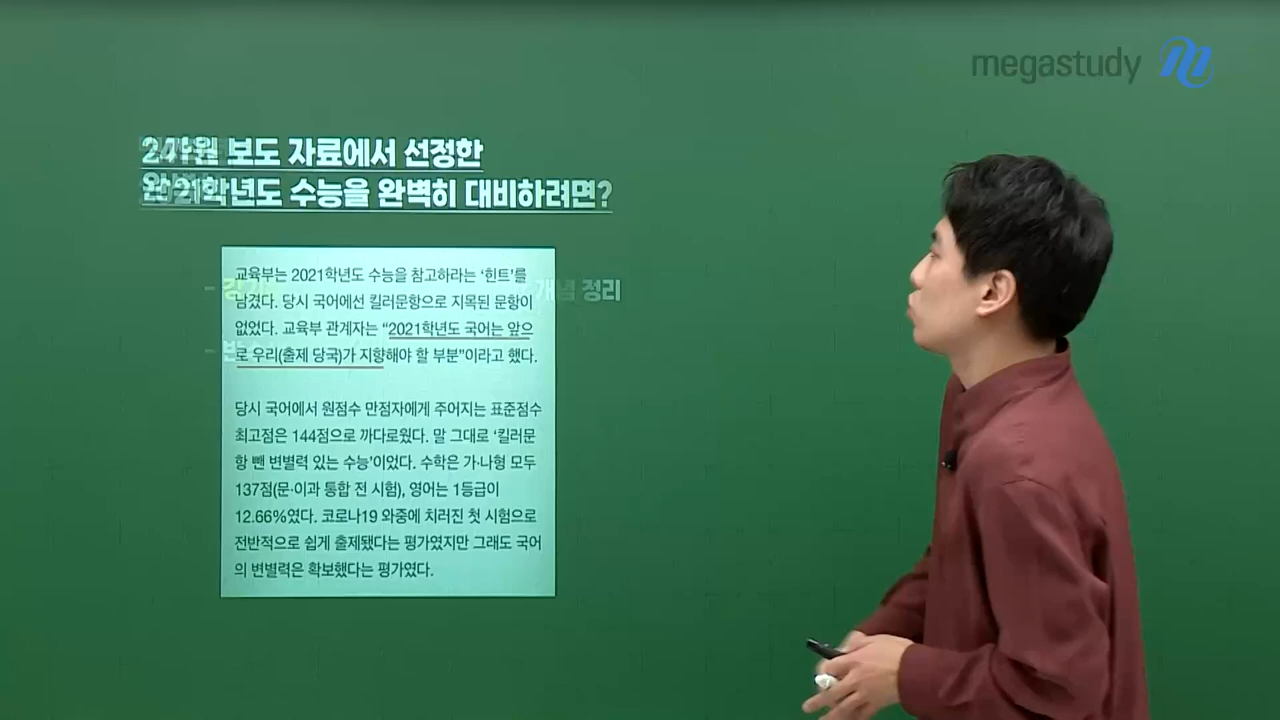 megastudy
보도 자료에서 선정한
21학년도 수능을 완벽히 대비하려면?
개념 정리
교육부는 2021학년도 수능을 참고하라는 ‘힌트’를
남겼다. 당시 국어에선 킬러문항으로 지목된 문항이
없었다. 교육부 관계자는 “2021학년도 국어는 앞으
로 우리(출제 당국)가 지향해야 할 부분”이라고 했다.
당시 국어에서 원점수 만점자에게 주어지는 표준점수
최고점은 144점으로 까다로웠다. 말 그대로 ‘킬러문
항 뺀 변별력 있는 수능’이었다. 수학은 가·나형 모두
137점(문·이과 통합 전 시험), 영어는 1등급이
12.66%였다. 코로나19 와중에 치러진 첫 시험으로
전반적으로 쉽게 출제됐다는 평가였지만 그래도 국어
의 변별력은 확보했다는 평가였다.